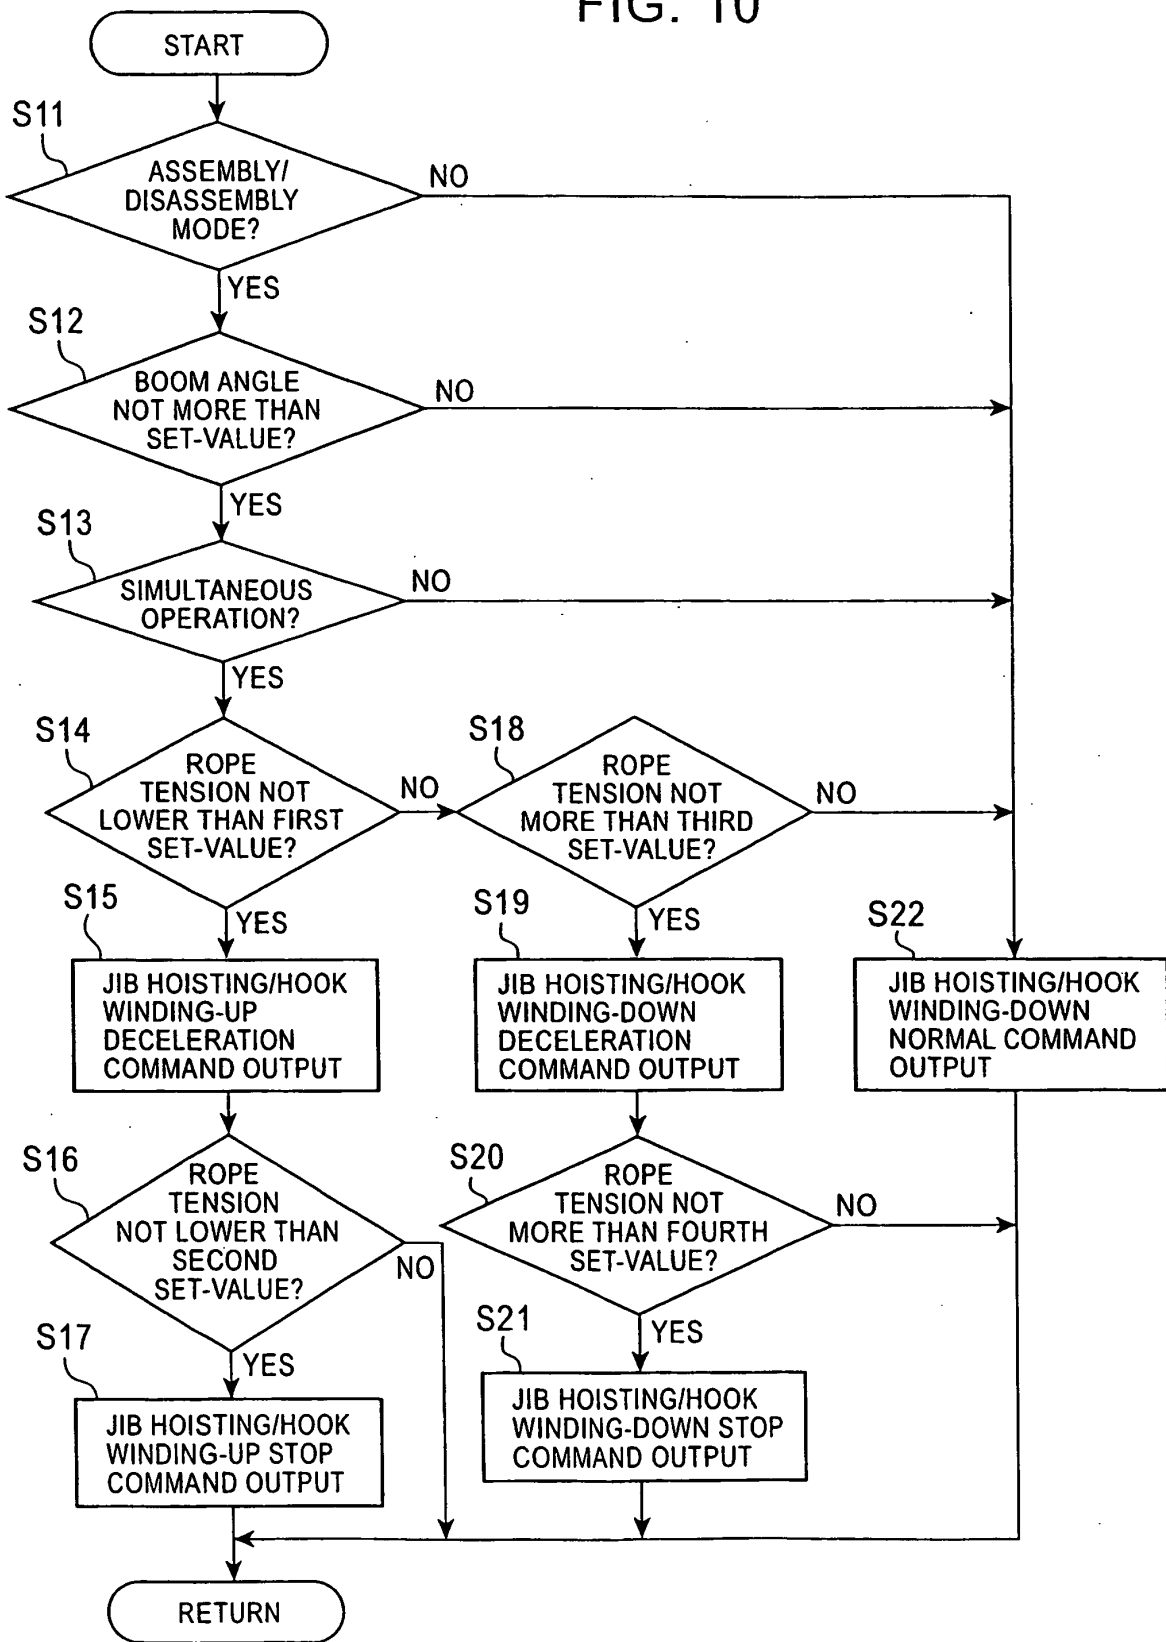 FIG. 10
START
S11
ASSEMBLY/
DISASSEMBLY
MODE?
NO
YES
S12
BOOM ANGLE
NOT MORE THAN
SET-VALUE?
NO
YES
S13
SIMULTANEOUS
OPERATION?
NO
YES
S14
ROPE
TENSION NOT
LOWER THAN FIRST
SET-VALUE?
NO
YES
S18
ROPE
TENSION NOT
MORE THAN THIRD
SET-VALUE?
NO
YES
S15
JIB HOISTING/HOOK
WINDING-UP
DECELERATION
COMMAND OUTPUT
S19
JIB HOISTING/HOOK
WINDING-DOWN
DECELERATION
COMMAND OUTPUT
S22
JIB HOISTING/HOOK
WINDING-DOWN
NORMAL COMMAND
OUTPUT
S16
ROPE
TENSION
NOT LOWER THAN
SECOND
SET-VALUE?
NO
YES
S20
ROPE
TENSION NOT
MORE THAN FOURTH
SET-VALUE?
NO
YES
S17
JIB HOISTING/HOOK
WINDING-UP STOP
COMMAND OUTPUT
S21
JIB HOISTING/HOOK
WINDING-DOWN STOP
COMMAND OUTPUT
RETURN